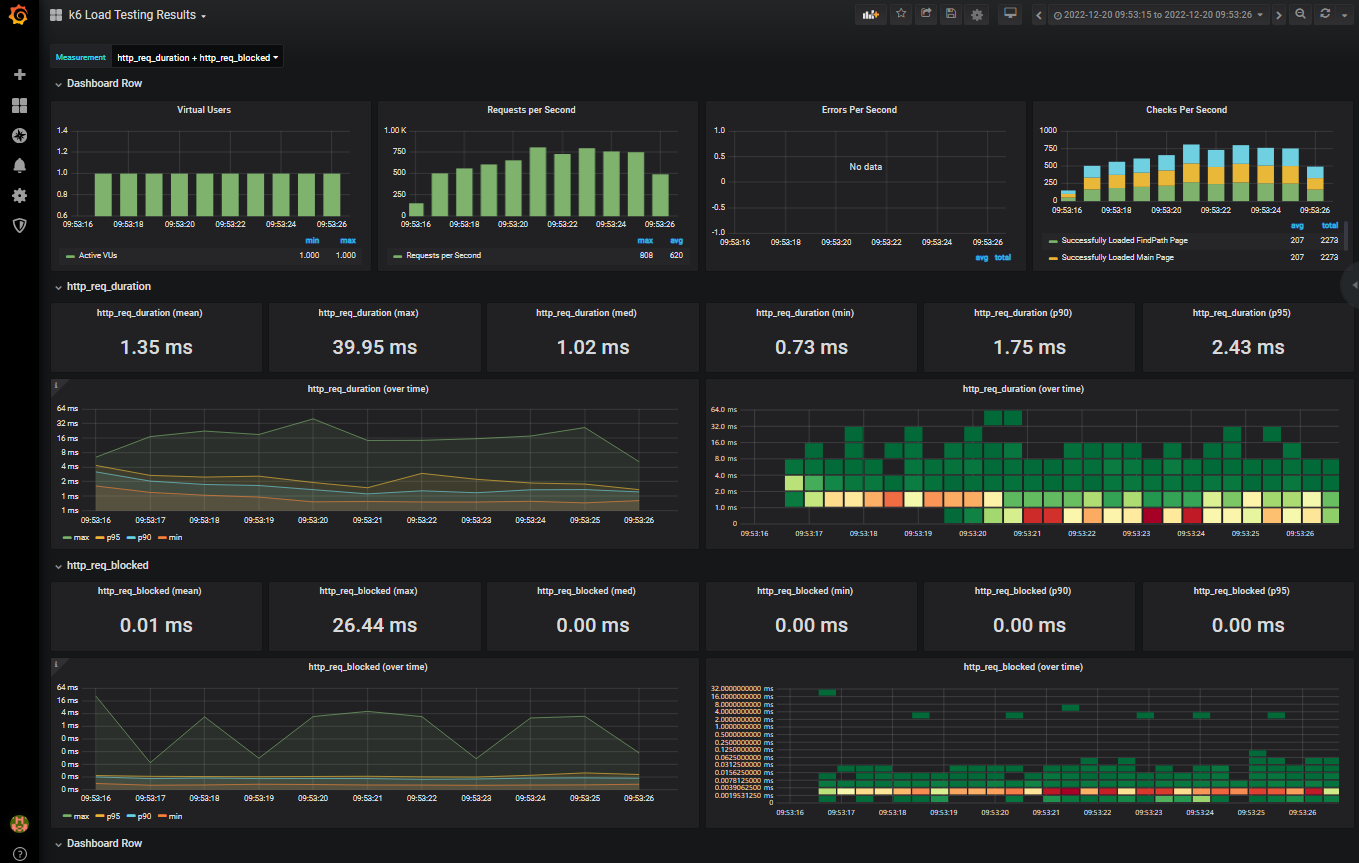 k6 Load Testing Results
2022-12-20 09:53:15 to 2022-12-20 09:53:26
Measurement http_req_duration + http_req_blocked
Dashboard Row
Virtual Users
1.4
1.2
1.0
0.8
0.6
09:53:16 09:53:18 09:53:20 09:53:22 09:53:24 09:53:26
min max
Active VUs 1.000 1.000
Requests per Second
1.00 K
750
500
250
0
09:53:16 09:53:18 09:53:20 09:53:22 09:53:24 09:53:26
max avg
Requests per Second 808 620
Errors Per Second
1.0
0.5
0
-0.5
-1.0
No data
09:53:16 09:53:18 09:53:20 09:53:22 09:53:24 09:53:26
avg total
Checks Per Second
1000
750
500
250
0
09:53:16 09:53:18 09:53:20 09:53:22 09:53:24 09:53:26
avg total
Successfully Loaded FindPath Page 207 2273
Successfully Loaded Main Page 207 2273
http_req_duration
http_req_duration (mean)
1.35 ms
http_req_duration (max)
39.95 ms
http_req_duration (med)
1.02 ms
http_req_duration (min)
0.73 ms
http_req_duration (p90)
1.75 ms
http_req_duration (p95)
2.43 ms
http_req_duration (over time)
64 ms
32 ms
16 ms
8 ms
4 ms
2 ms
1 ms
1 ms
09:53:16 09:53:17 09:53:18 09:53:19 09:53:20 09:53:21 09:53:22 09:53:23 09:53:24 09:53:25 09:53:26
max p95 p90 min
http_req_duration (over time)
64.0 ms
32.0 ms
16.0 ms
8.0 ms
4.0 ms
2.0 ms
1.0 ms
0
09:53:16 09:53:17 09:53:18 09:53:19 09:53:20 09:53:21 09:53:22 09:53:23 09:53:24 09:53:25 09:53:26
http_req_blocked
http_req_blocked (mean)
0.01 ms
http_req_blocked (max)
26.44 ms
http_req_blocked (med)
0.00 ms
http_req_blocked (min)
0.00 ms
http_req_blocked (p90)
0.00 ms
http_req_blocked (p95)
0.00 ms
http_req_blocked (over time)
64 ms
16 ms
4 ms
1 ms
0 ms
0 ms
0 ms
0 ms
0 ms
09:53:16 09:53:17 09:53:18 09:53:19 09:53:20 09:53:21 09:53:22 09:53:23 09:53:24 09:53:25 09:53:26
max p95 p90 min
http_req_blocked (over time)
32.0000000000 ms
16.0000000000 ms
8.0000000000 ms
4.0000000000 ms
2.0000000000 ms
1.0000000000 ms
0.5000000000 ms
0.2500000000 ms
0.1250000000 ms
0.0625000000 ms
0.0312500000 ms
0.0156250000 ms
0.0078125000 ms
0.0039062500 ms
0.0019531250 ms
0
09:53:16 09:53:17 09:53:18 09:53:19 09:53:20 09:53:21 09:53:22 09:53:23 09:53:24 09:53:25 09:53:26
Dashboard Row